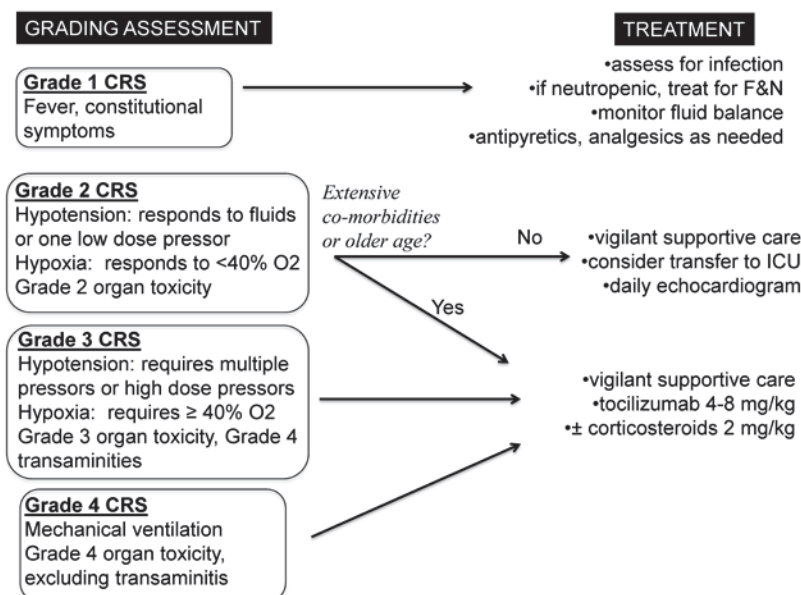 GRADING ASSESSMENT
TREATMENT
Grade 1 CRS
Fever, constitutional
symptoms
•assess for infection
•if neutropenic, treat for F&N
•monitor fluid balance
•antipyretics, analgesics as needed
Grade 2 CRS
Hypotension: responds to fluids
or one low dose pressor
Hypoxia: responds to <40% O2
Grade 2 organ toxicity
Extensive
co-morbidities
or older age?
No
Yes
•vigilant supportive care
•consider transfer to ICU
•daily echocardiogram
Grade 3 CRS
Hypotension: requires multiple
pressors or high dose pressors
Hypoxia: requires ≥ 40% O2
Grade 3 organ toxicity, Grade 4
transaminities
•vigilant supportive care
•tocilizumab 4-8 mg/kg
•± corticosteroids 2 mg/kg
Grade 4 CRS
Mechanical ventilation
Grade 4 organ toxicity,
excluding transaminitis